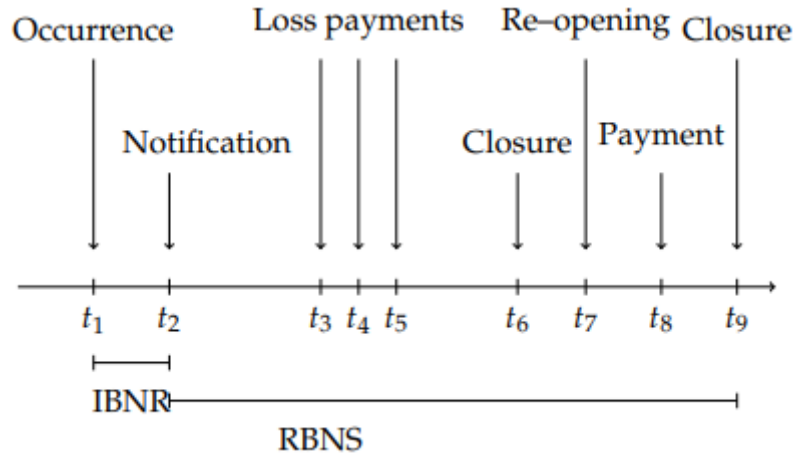 Occurrence Loss payments Re–opening Closure
Notification Closure Payment
t₁ t₂ t₃ t₄ t₅ t₆ t₇ t₈ t₉
IBNR
RBNS